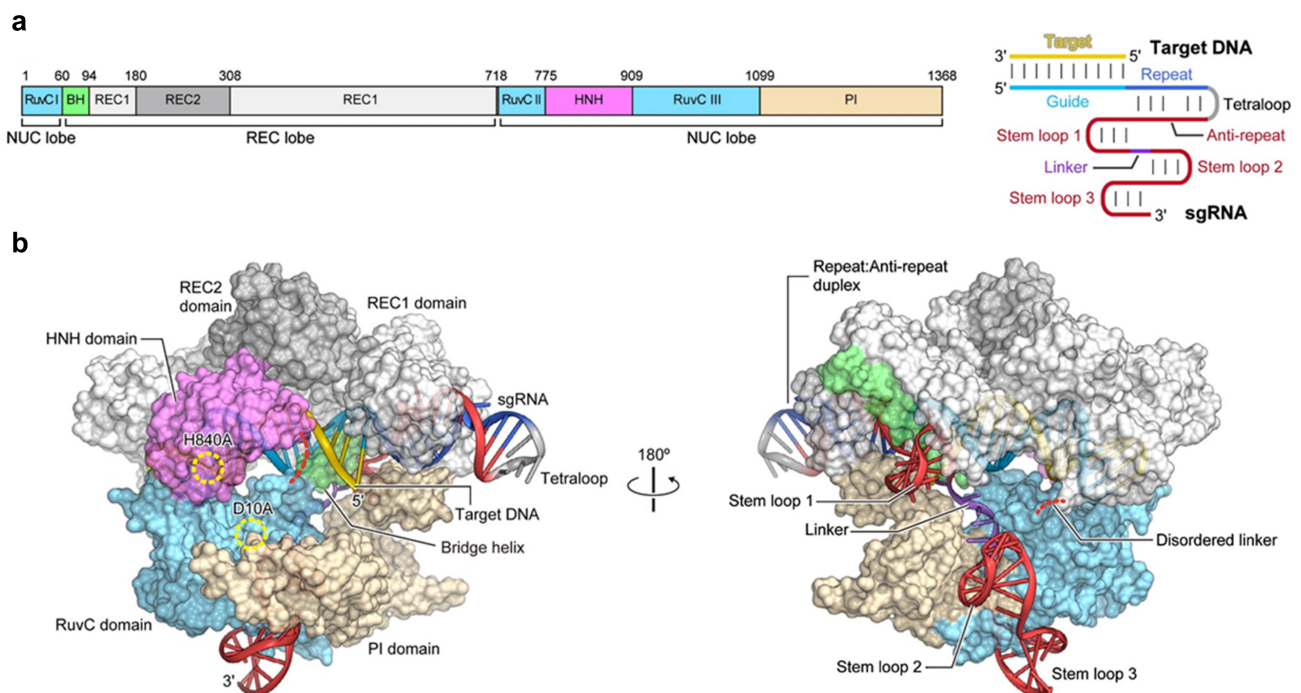 a
1 60 94 180 308 718 775 909 1099 1368
RuvC I BH REC1 REC2 REC1 RuvC II HNH RuvC III PI
NUC lobe REC lobe NUC lobe
Target
3' 5' Target DNA
Repeat
5'
Guide
Tetraloop
Stem loop 1 Anti-repeat
Linker Stem loop 2
Stem loop 3
3' sgRNA
b
REC2
domain
REC1 domain
HNH domain
sgRNA
H840A
Tetraloop
5'
D10A
Target DNA
Bridge helix
RuvC domain
PI domain
3'
180º
Repeat:Anti-repeat
duplex
Stem loop 1
Linker
Disordered linker
Stem loop 2
Stem loop 3